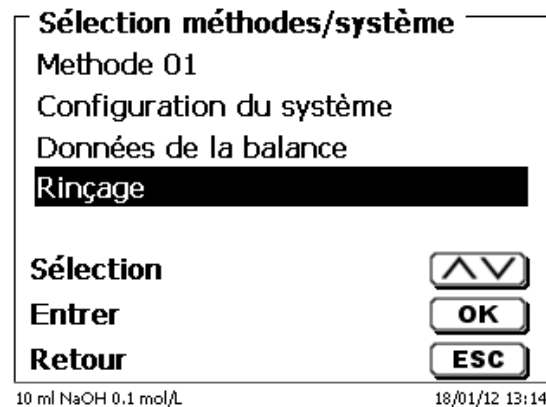 Sélection méthodes/système
Methode 01
Configuration du système
Données de la balance
Rinçage
Sélection
Entrer OK
Retour ESC
10 ml NaOH 0.1 mol/L 18/01/12 13:14